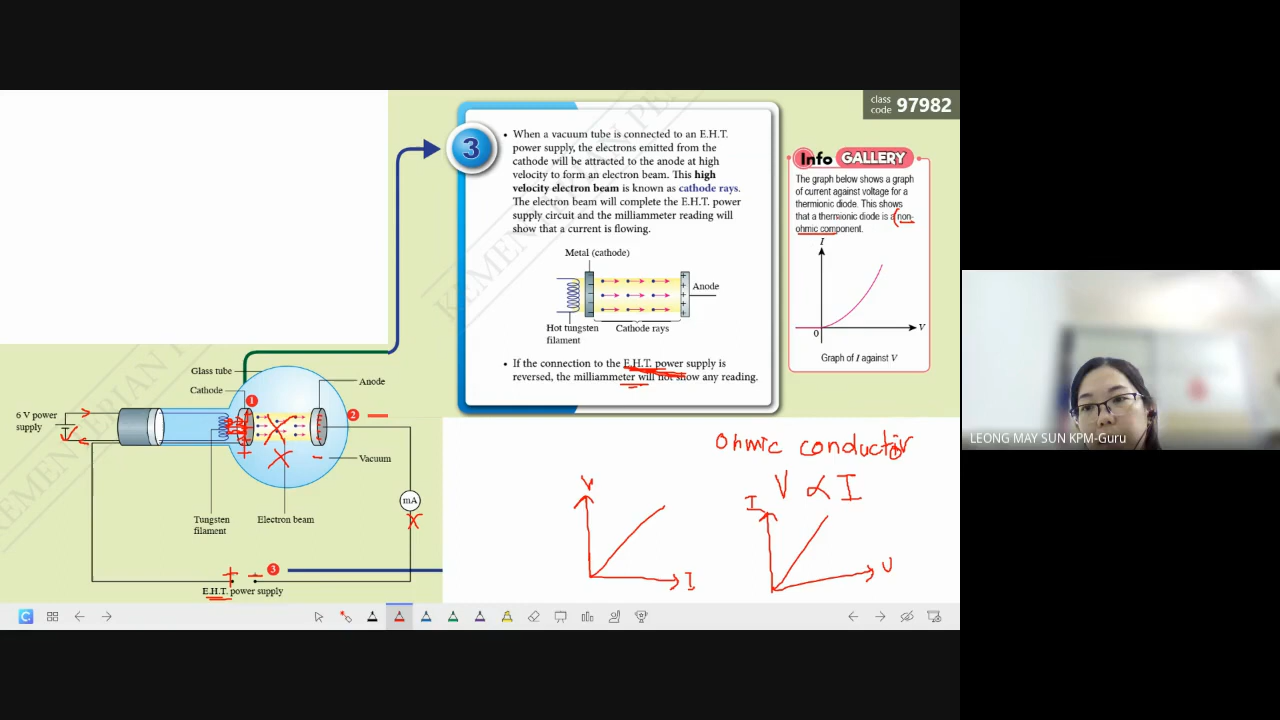 class
code 97982
KEMENTERIAN PE
3
• When a vacuum tube is connected to an E.H.T.
power supply, the electrons emitted from the
cathode will be attracted to the anode at high
velocity to form an electron beam. This high
velocity electron beam is known as cathode rays.
The electron beam will complete the E.H.T. power
supply circuit and the milliammeter reading will
show that a current is flowing.
Metal (cathode)
Anode
Hot tungsten
filament
Cathode rays
• If the connection to the E.H.T. power supply is
reversed, the milliammeter will not show any reading.
Info GALLERY
The graph below shows a graph
of current against voltage for a
thermionic diode. This shows
that a thermionic diode is a non-
ohmic component.
I
0
V
Graph of I against V
Glass tube
Cathode
Anode
1
2
6 V power
supply
Vacuum
mA
Tungsten
filament
Electron beam
3
E.H.T. power supply
Ohmic conductor
V ∝ I
V
I
I
V
LEONG MAY SUN KPM-Guru